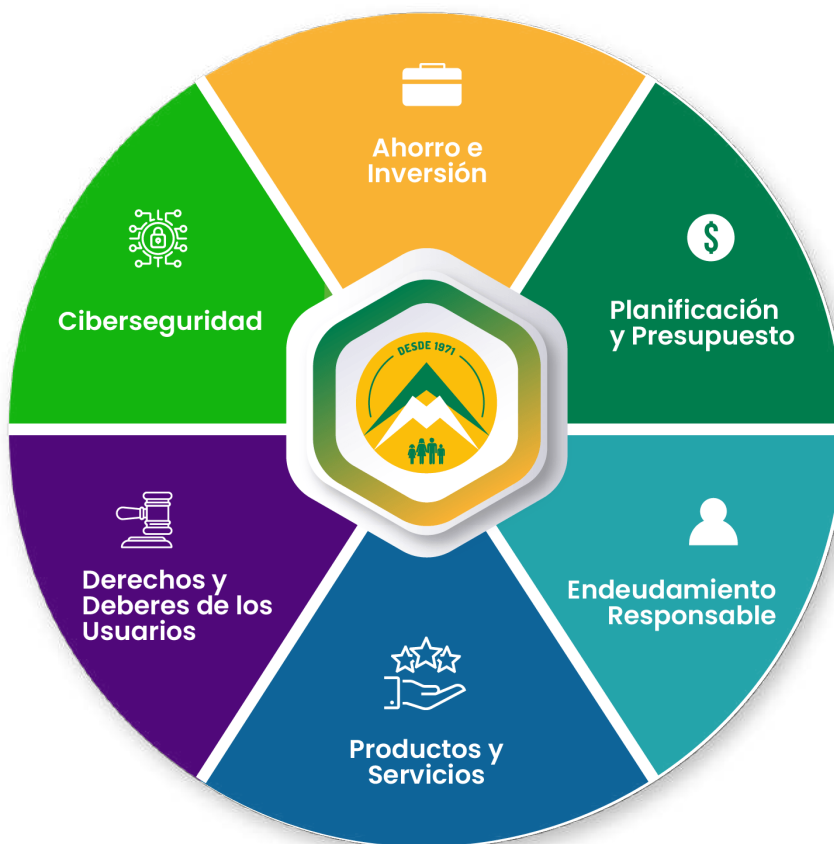 Ahorro e
Inversión
Planificación
y Presupuesto
Endeudamiento
Responsable
Productos y
Servicios
Derechos y
Deberes de los
Usuarios
Ciberseguridad
DESDE 1971
$